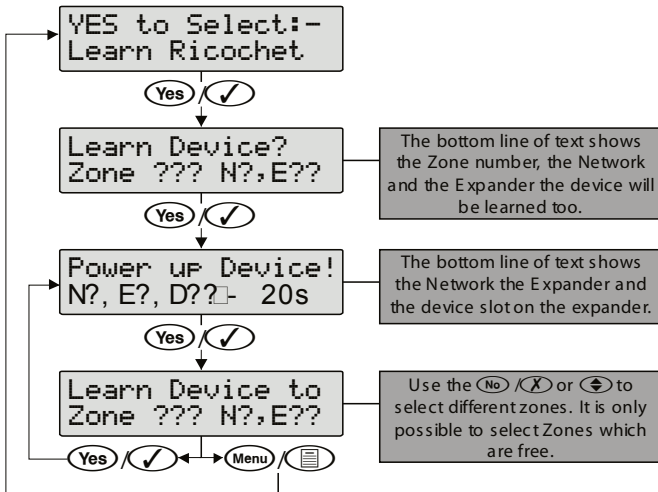 YES to Select:-
Learn Ricochet
Yes /
Learn Device?
Zone ??? N?,E??
The bottom line of text shows
the Zone number, the Network
and the Expander the device will
be learned too.
Yes /
Power up Device!
N?, E?, D??□- 20s
The bottom line of text shows
the Network the Expander and
the device slot on the expander.
Yes /
Learn Device to
Zone ??? N?,E??
Use the No / X or to
select different zones. It is only
possible to select Zones which
are free.
Yes / Menu /